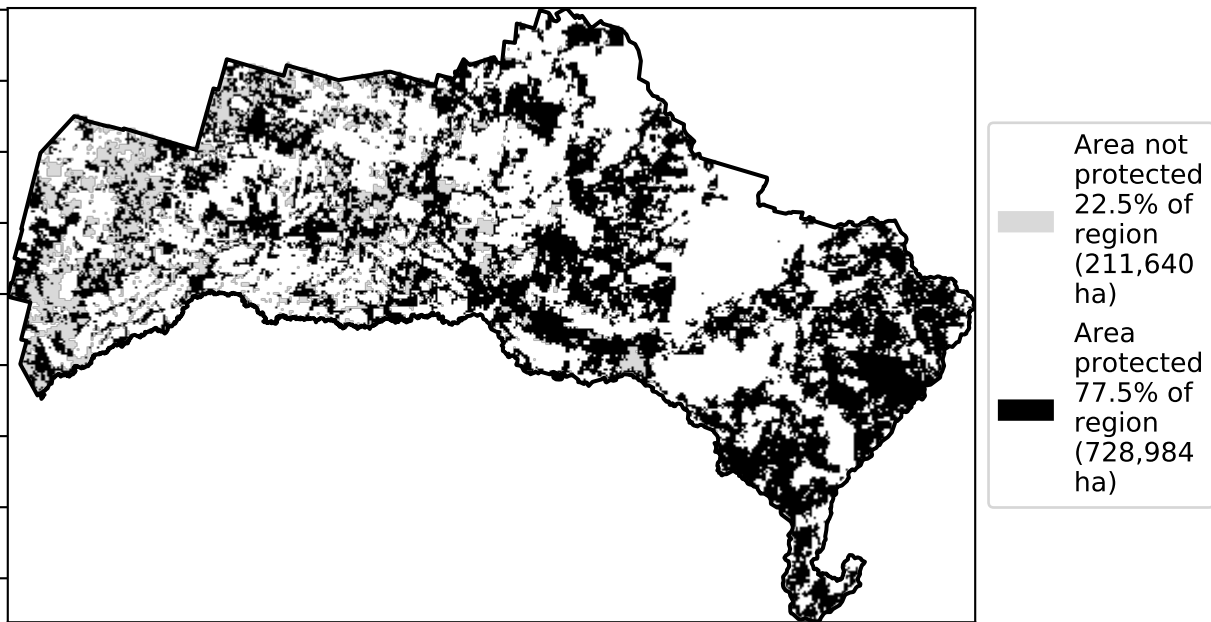 Area not
protected
22.5% of
region
(211,640
ha)
Area
protected
77.5% of
region
(728,984
ha)